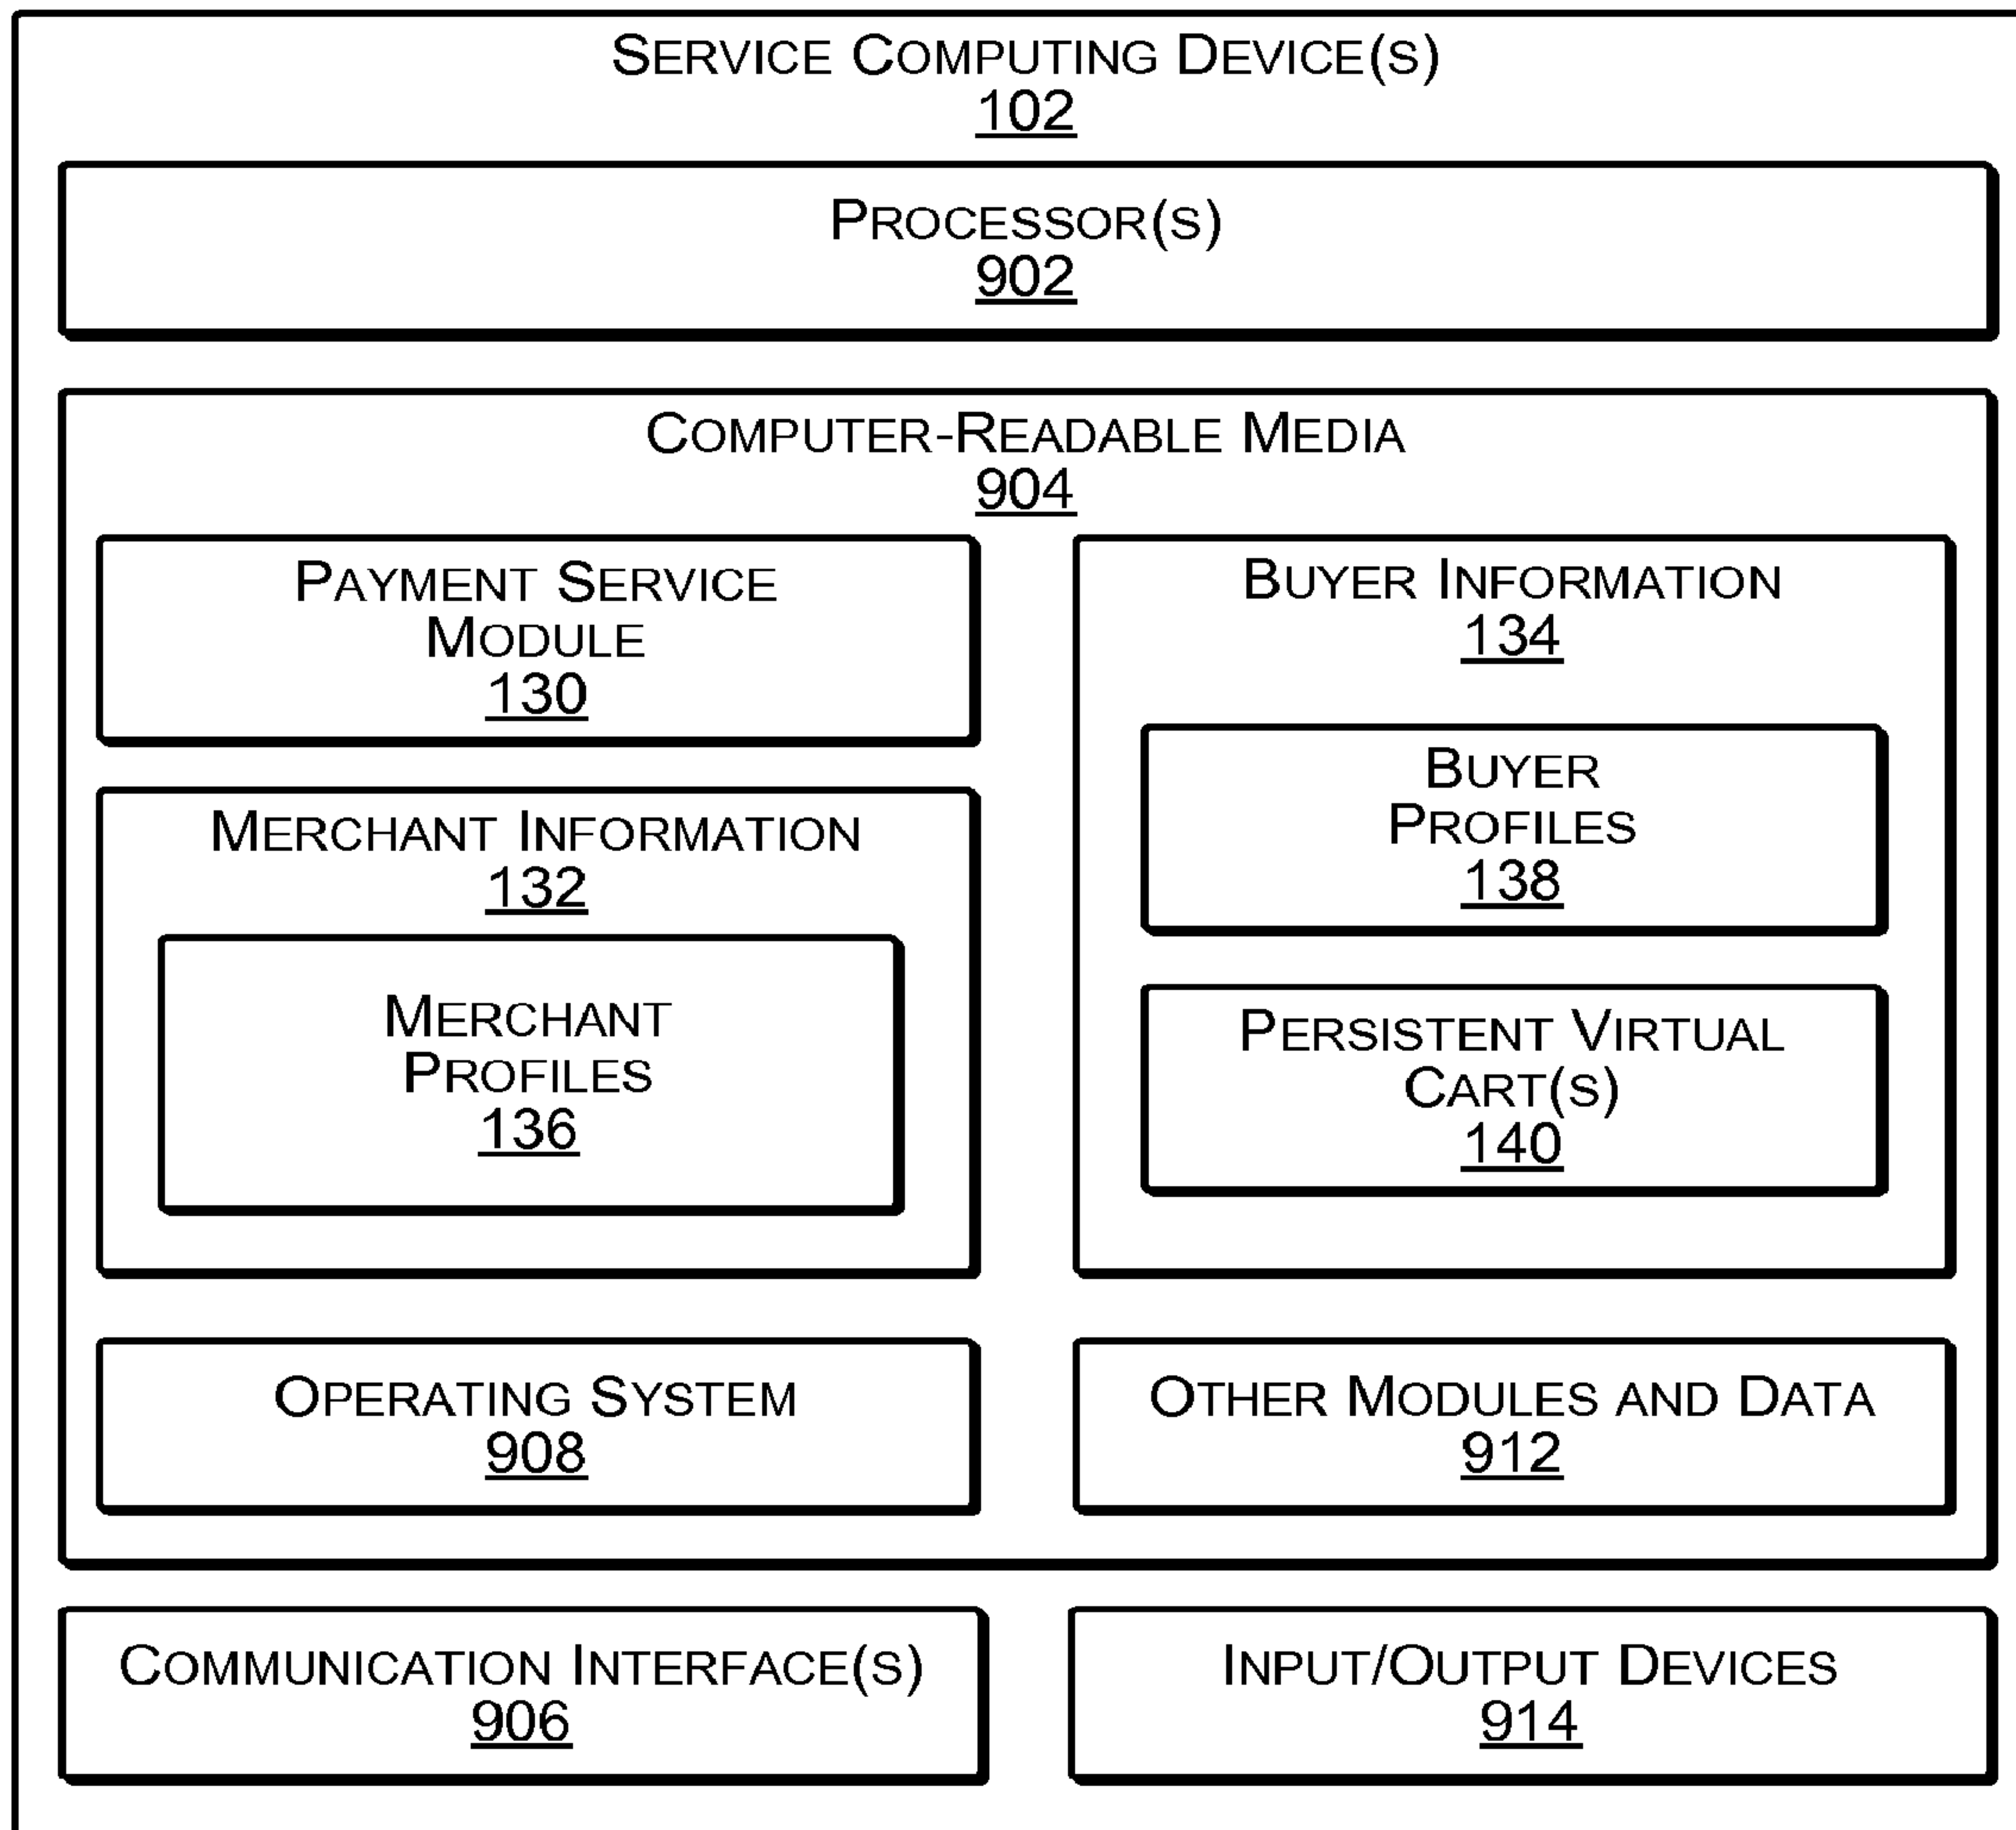 SERVICE COMPUTING DEVICE(S)
102
PROCESSOR(S)
902
COMPUTER-READABLE MEDIA
904
PAYMENT SERVICE
MODULE
130
MERCHANT INFORMATION
132
MERCHANT
PROFILES
136
BUYER INFORMATION
134
BUYER
PROFILES
138
PERSISTENT VIRTUAL
CART(S)
140
OPERATING SYSTEM
908
OTHER MODULES AND DATA
912
COMMUNICATION INTERFACE(S)
906
INPUT/OUTPUT DEVICES
914